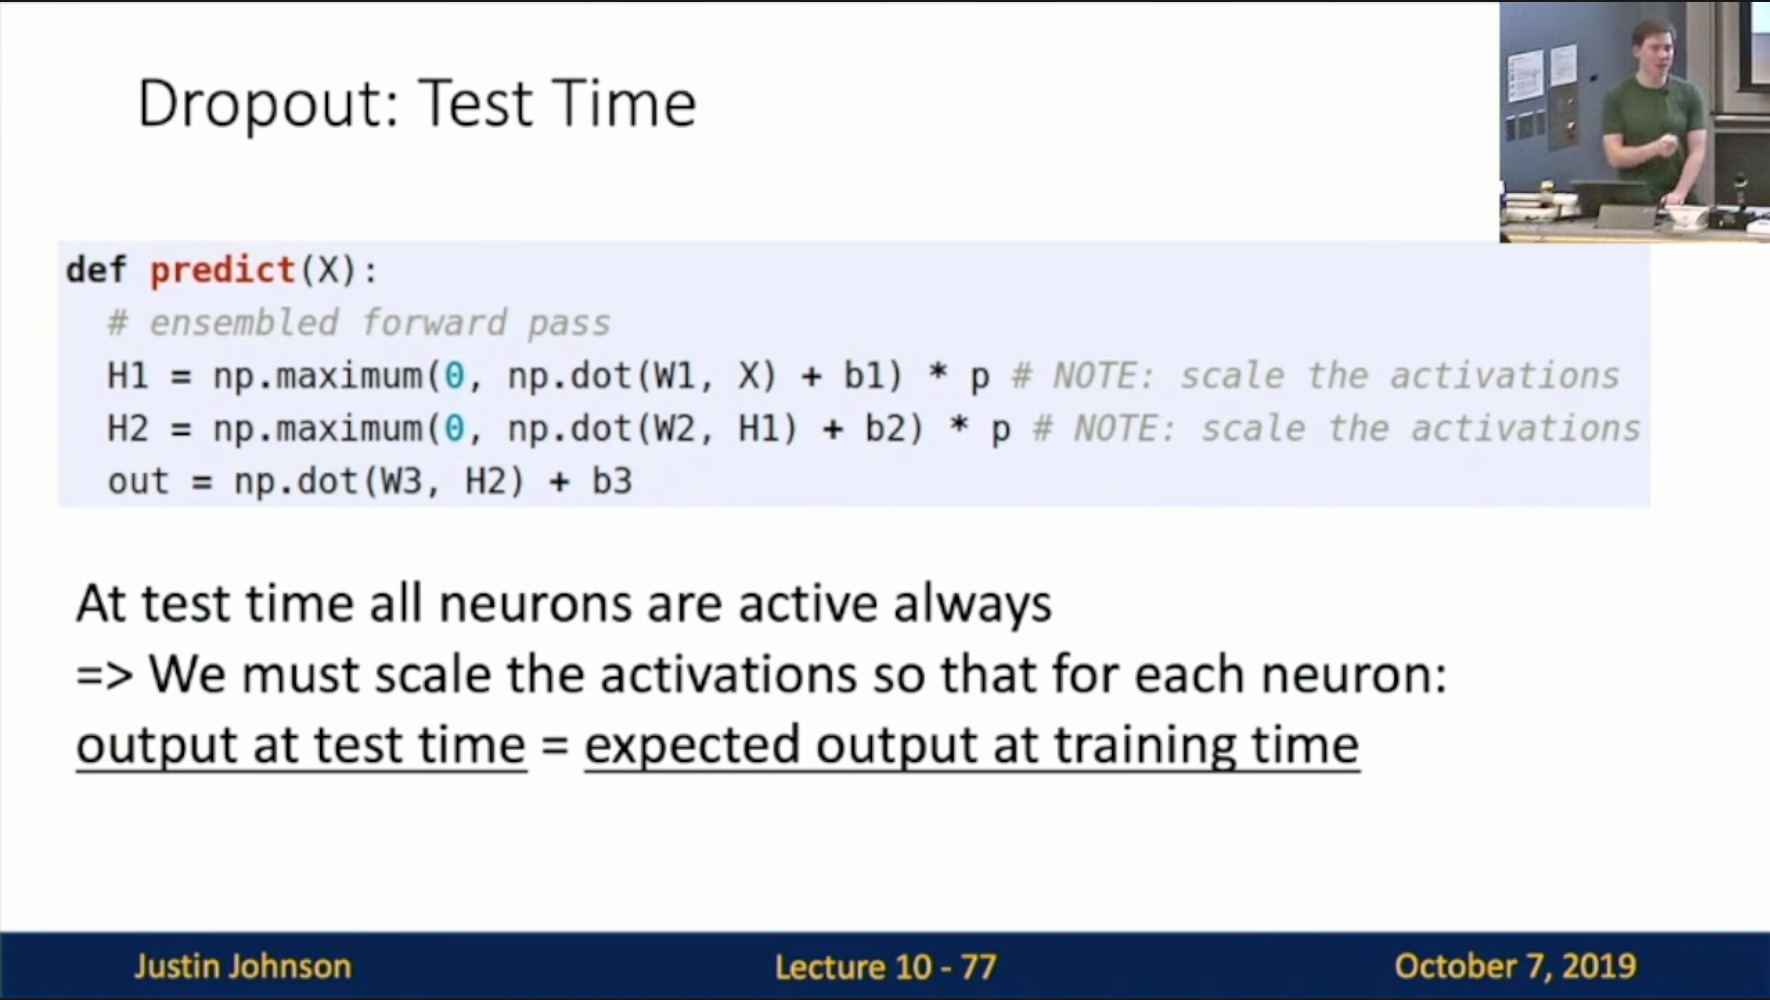 Dropout: Test Time
def predict(X):
# ensembled forward pass
H1 = np.maximum(0, np.dot(W1, X) + b1) * p # NOTE: scale the activations
H2 = np.maximum(0, np.dot(W2, H1) + b2) * p # NOTE: scale the activations
out = np.dot(W3, H2) + b3
At test time all neurons are active always
=> We must scale the activations so that for each neuron:
output at test time = expected output at training time
Justin Johnson
Lecture 10 - 77
October 7, 2019